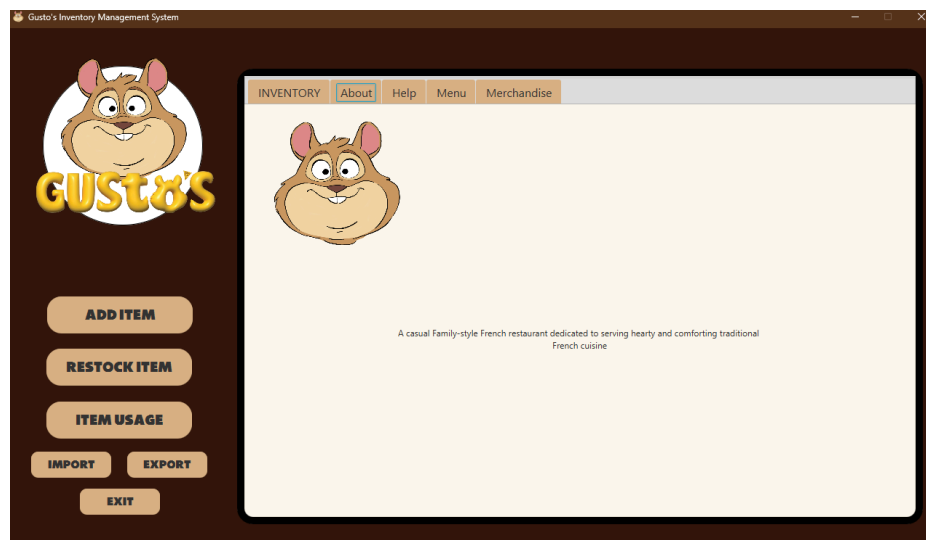 Gusto's Inventory Management System
GUSTO'S
INVENTORY About Help Menu Merchandise
A casual Family-style French restaurant dedicated to serving hearty and comforting traditional
French cuisine
ADD ITEM
RESTOCK ITEM
ITEM USAGE
IMPORT EXPORT
EXIT